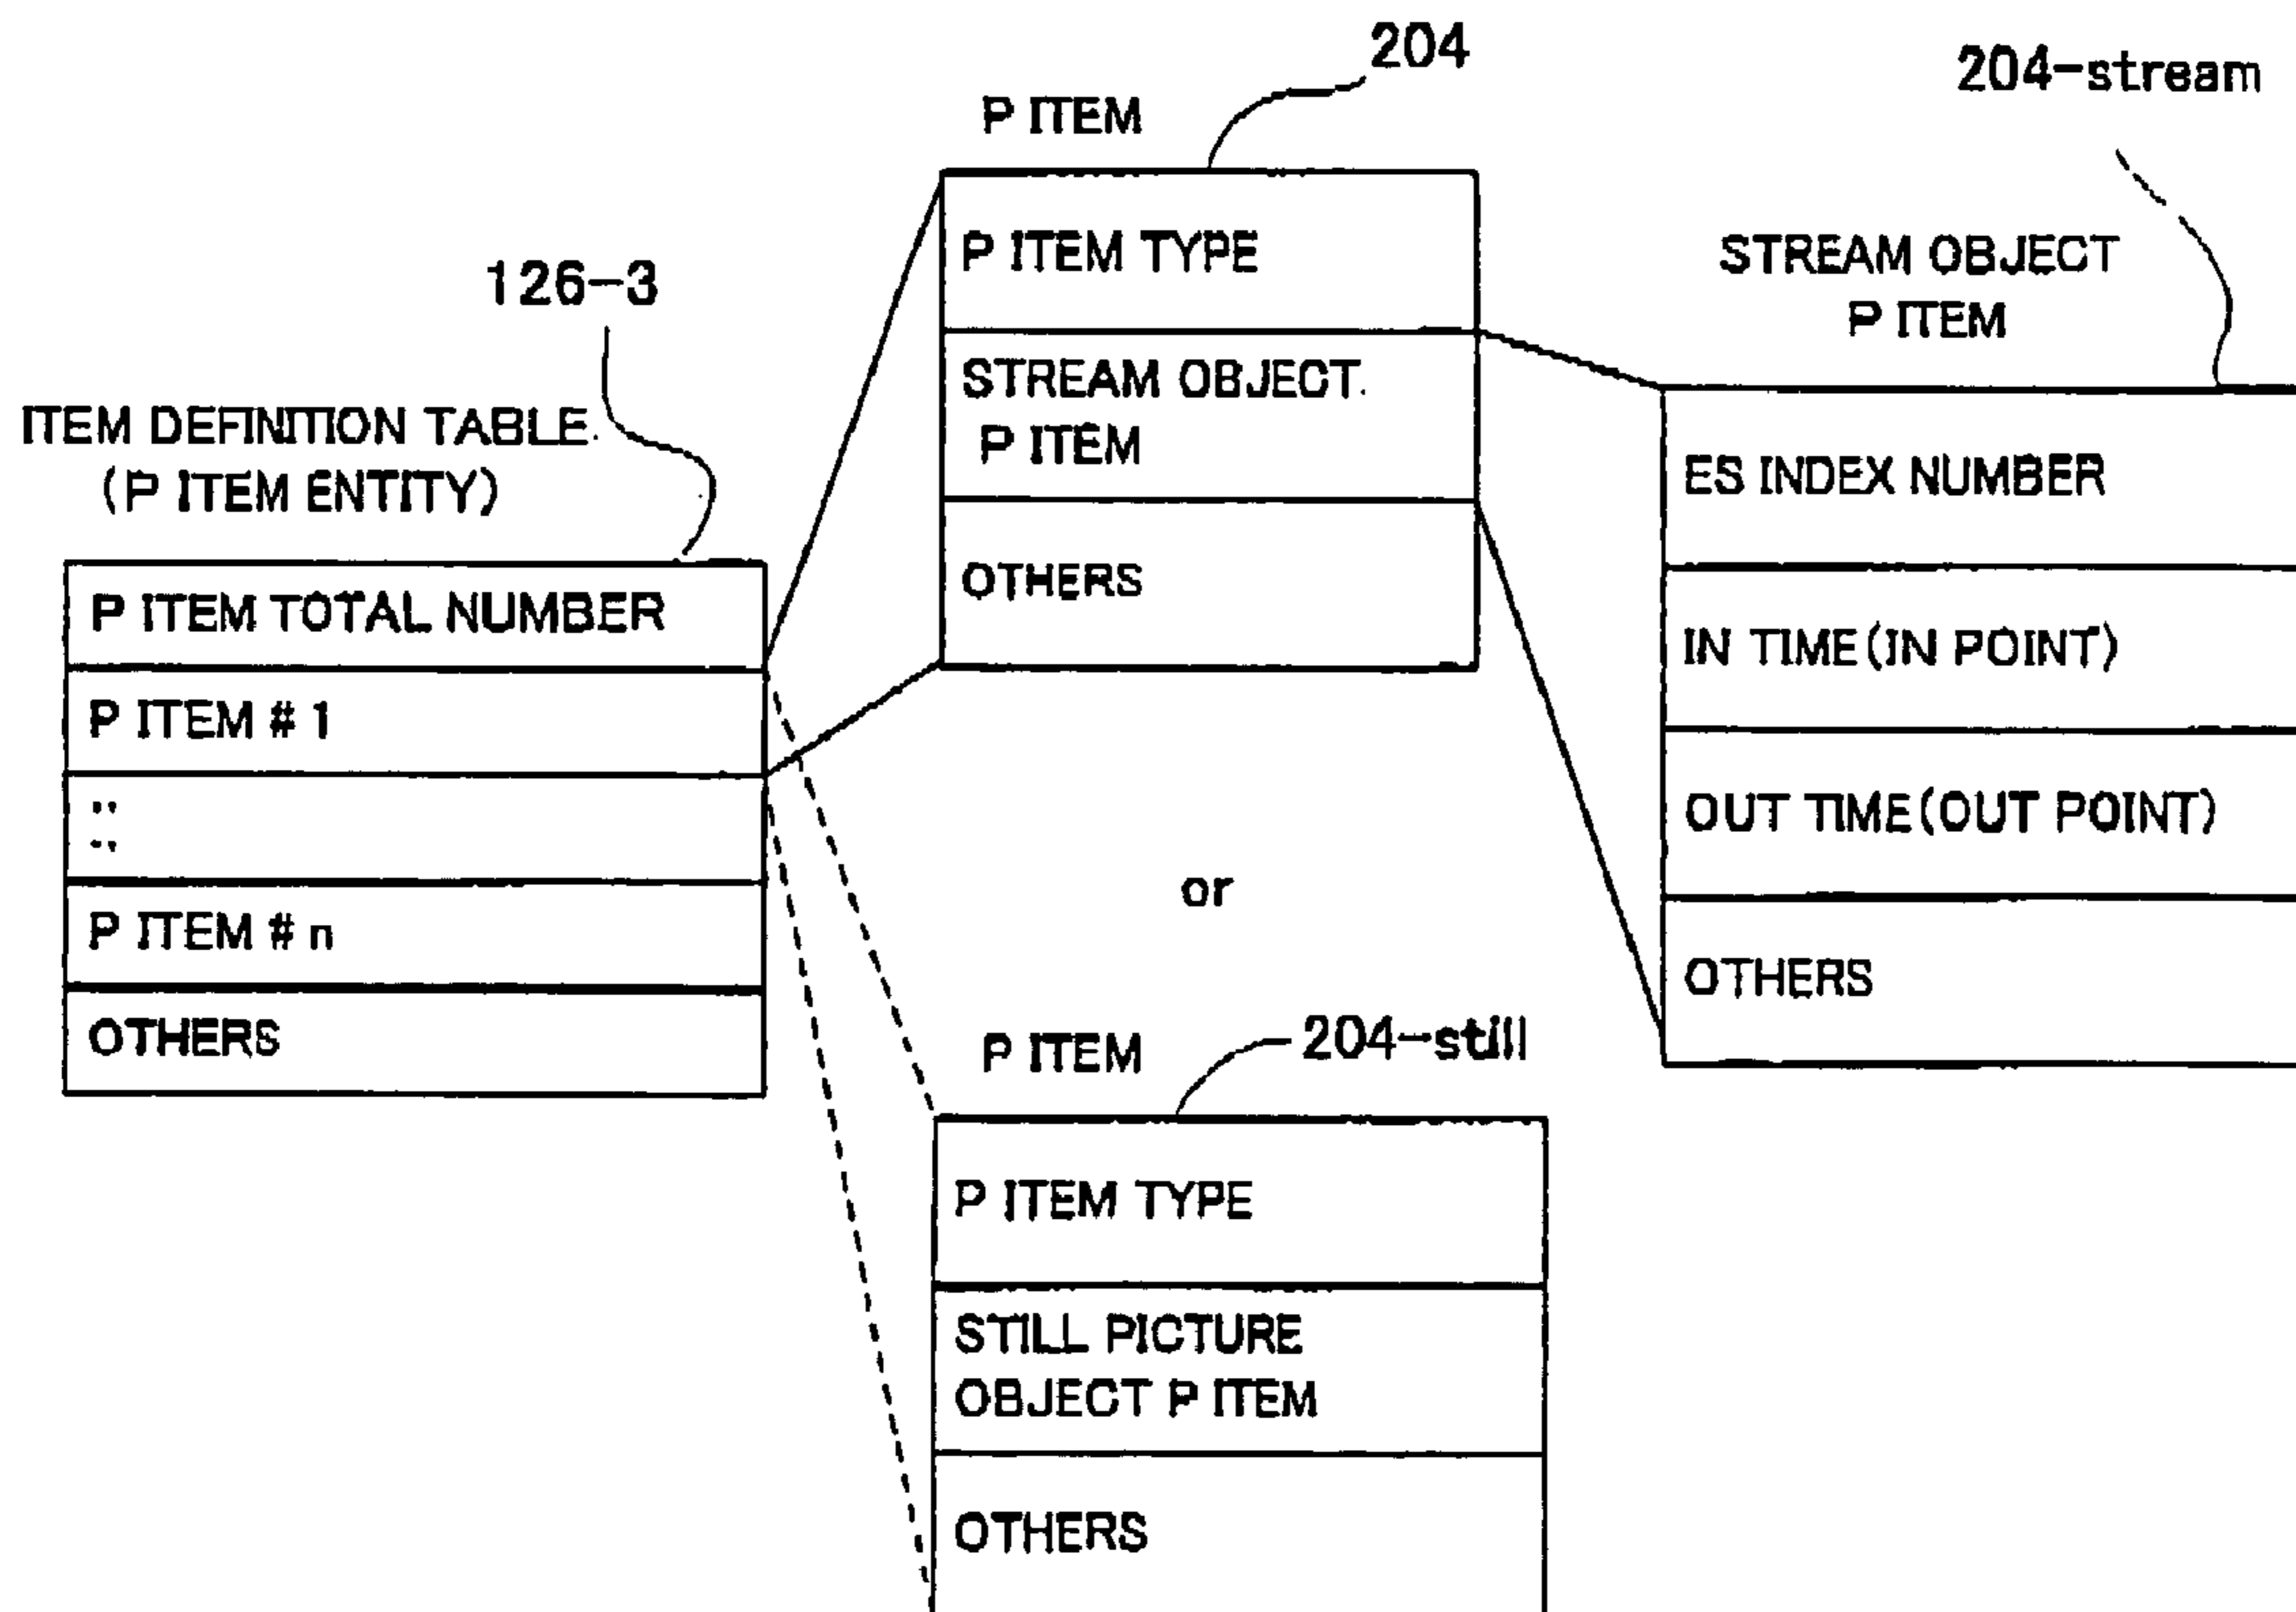 126-3
ITEM DEFINITION TABLE
(P ITEM ENTITY)
P ITEM TOTAL NUMBER
P ITEM # 1
::
P ITEM # n
OTHERS
204
P ITEM
P ITEM TYPE
STREAM OBJECT
P ITEM
OTHERS
or
204-still
P ITEM
P ITEM TYPE
STILL PICTURE
OBJECT P ITEM
OTHERS
204-stream
STREAM OBJECT
P ITEM
ES INDEX NUMBER
IN TIME(IN POINT)
OUT TIME(OUT POINT)
OTHERS